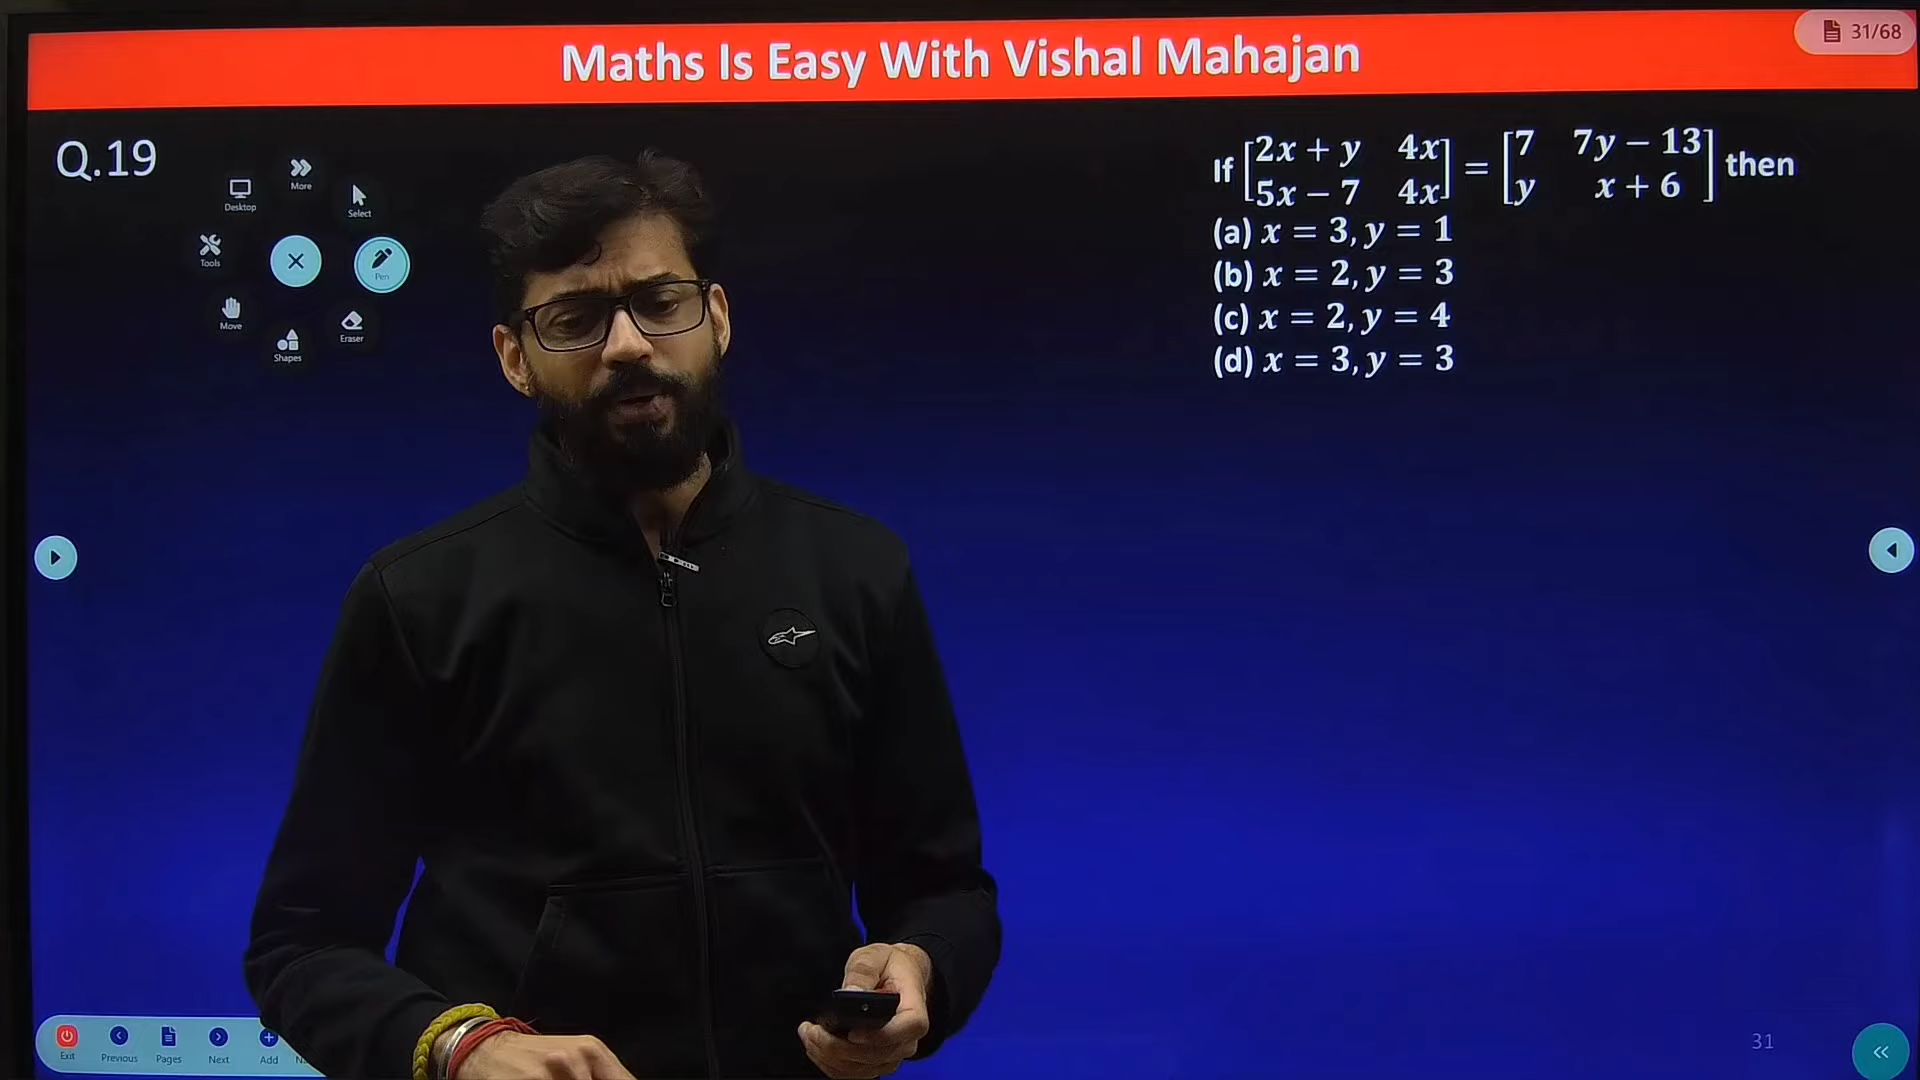 31/68
Maths Is Easy With Vishal Mahajan
Q.19
If [2x + y 4x] = [7 7y − 13] then
[5x − 7 4x] [y x + 6]
(a) x = 3, y = 1
(b) x = 2, y = 3
(c) x = 2, y = 4
(d) x = 3, y = 3
More
Desktop
Select
Tools
Pen
Move
Eraser
Shapes
31
Exit Previous Pages Next Add